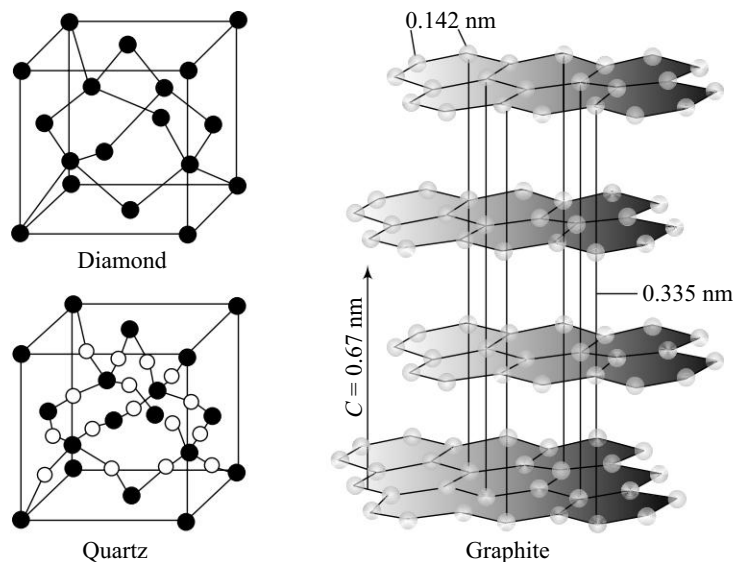 0.142 nm
Diamond
C = 0.67 nm
0.335 nm
Quartz
Graphite